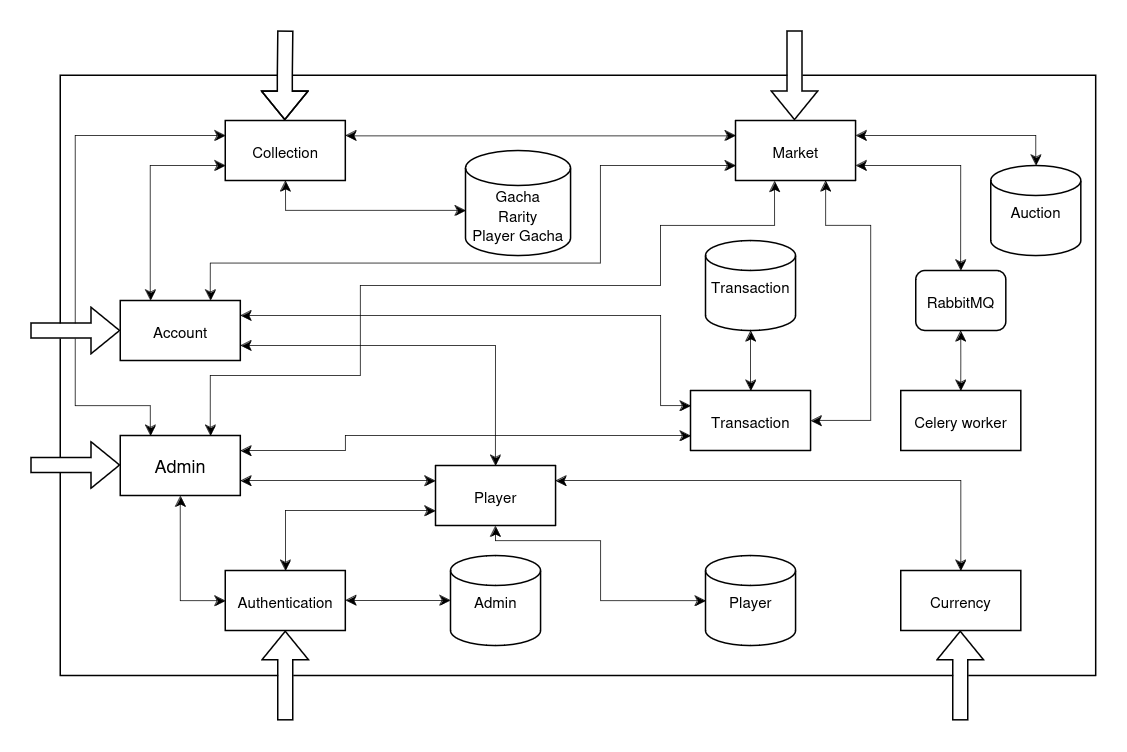 Collection
Market
Gacha
Rarity
Player Gacha
Auction
Transaction
RabbitMQ
Account
Transaction
Celery worker
Admin
Player
Authentication
Admin
Player
Currency